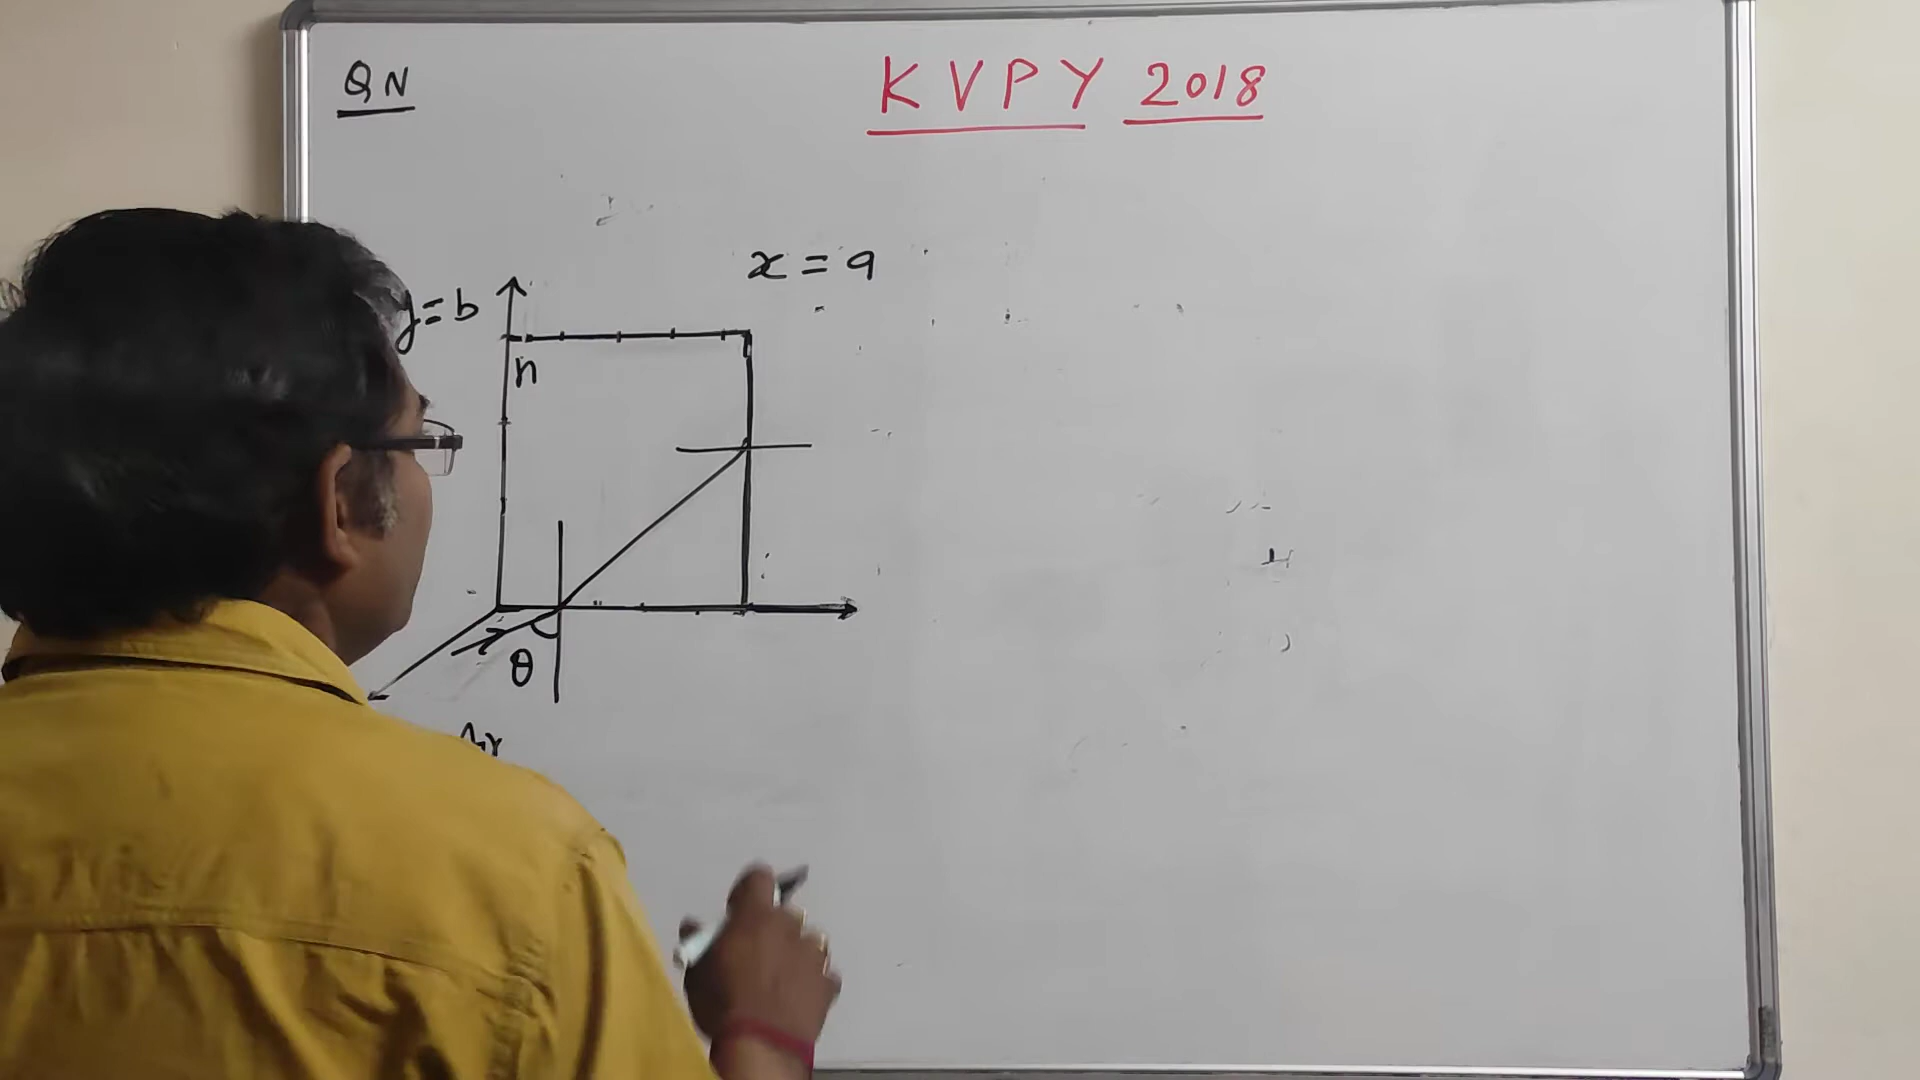 QN
KVPY 2018
x = a
y = b
n
θ